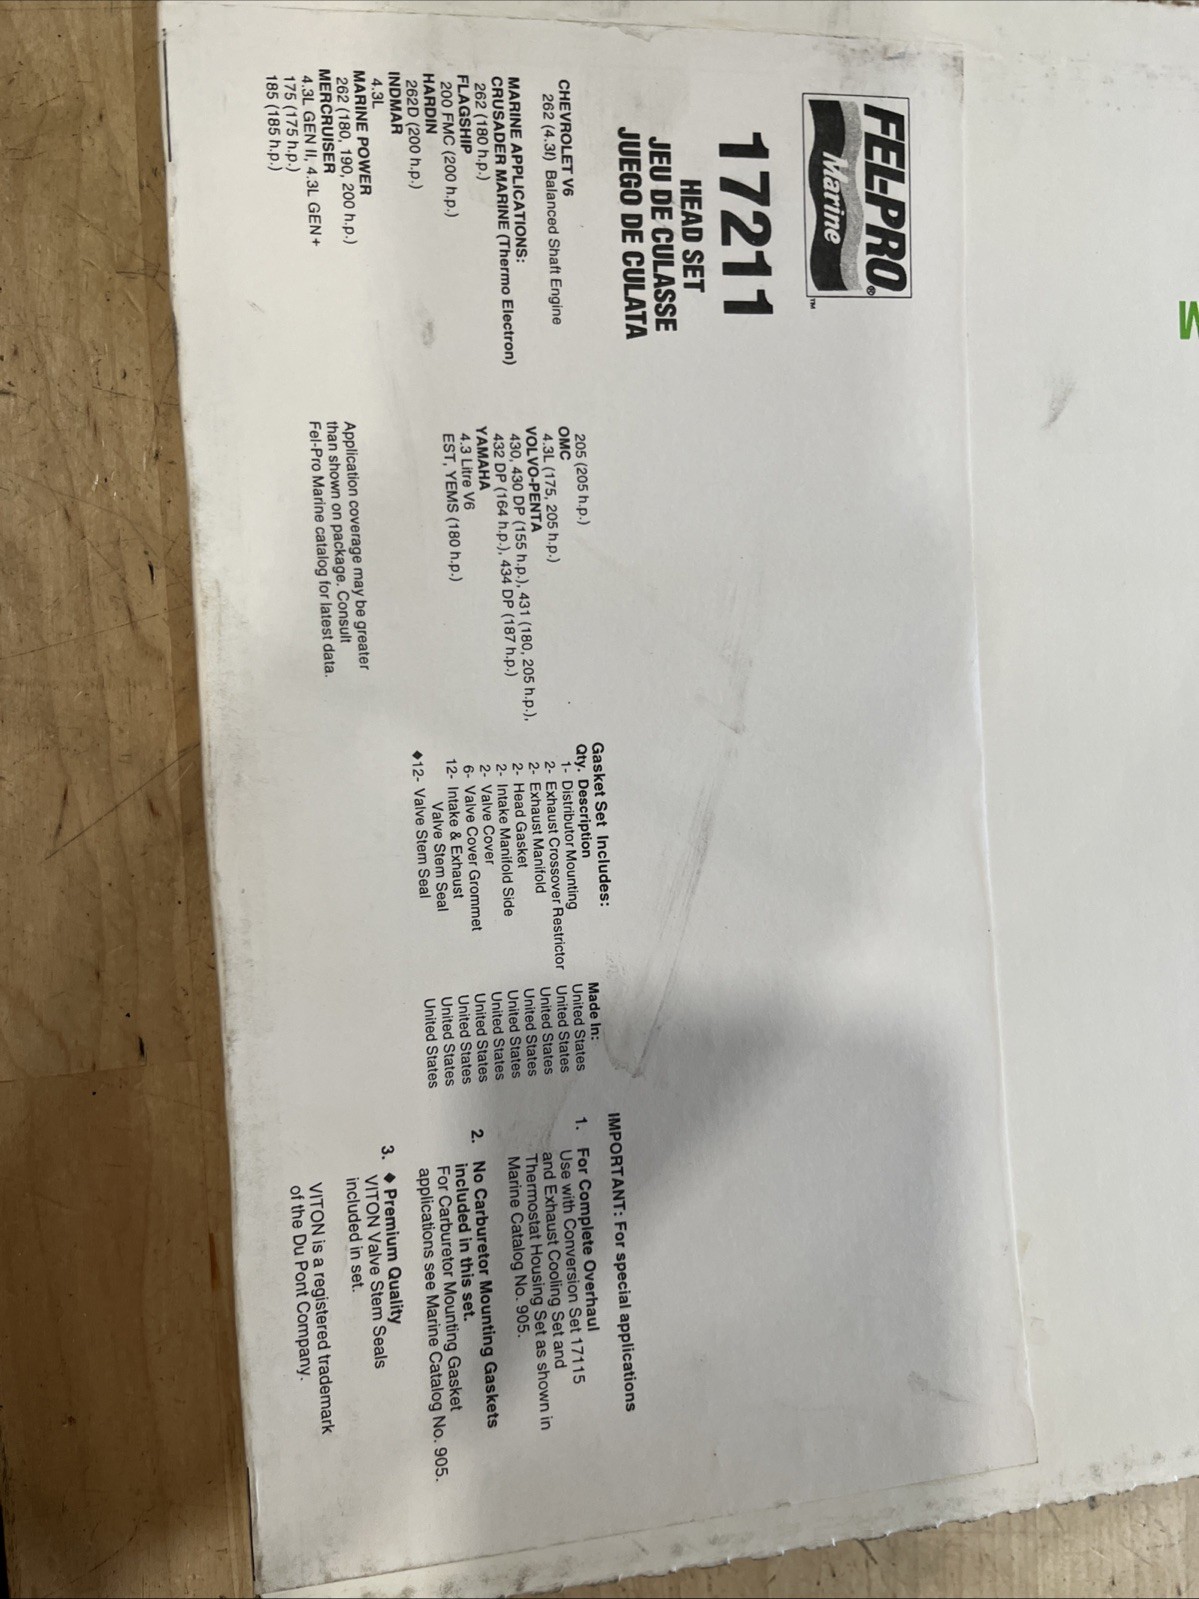 FEL-PRO®
Marine™
17211
HEAD SET
JEU DE CULASSE
JUEGO DE CULATA
CHEVROLET V6
262 (4.3l) Balanced Shaft Engine
MARINE APPLICATIONS:
CRUSADER MARINE (Thermo Electron)
262 (180 h.p.)
FLAGSHIP
200 FMC (200 h.p.)
HARDIN
262D (200 h.p.)
INDMAR
4.3L
MARINE POWER
262 (180, 190, 200 h.p.)
MERCRUISER
4.3L GEN II, 4.3L GEN+
175 (175 h.p.)
185 (185 h.p.)
205 (205 h.p.)
OMC
4.3L (175, 205 h.p.)
VOLVO-PENTA
430, 430 DP (155 h.p.), 431 (180, 205 h.p.),
432 DP (164 h.p.), 434 DP (187 h.p.)
YAMAHA
4.3 Litre V6
EST, YEMS (180 h.p.)
Application coverage may be greater
than shown on package. Consult
Fel-Pro Marine catalog for latest data.
Gasket Set Includes:
Qty. Description Made In:
1- Distributor Mounting United States
2- Exhaust Crossover Restrictor United States
2- Exhaust Manifold United States
2- Head Gasket United States
2- Intake Manifold Side United States
2- Valve Cover United States
6- Valve Cover Grommet United States
12- Intake & Exhaust United States
Valve Stem Seal United States
♦12- Valve Stem Seal United States
IMPORTANT: For special applications
1. For Complete Overhaul
Use with Conversion Set 17115
and Exhaust Cooling Set and
Thermostat Housing Set as shown in
Marine Catalog No. 905.
2. No Carburetor Mounting Gaskets
included in this set.
For Carburetor Mounting Gasket
applications see Marine Catalog No. 905.
3. ♦ Premium Quality
VITON Valve Stem Seals
included in set.
VITON is a registered trademark
of the Du Pont Company.